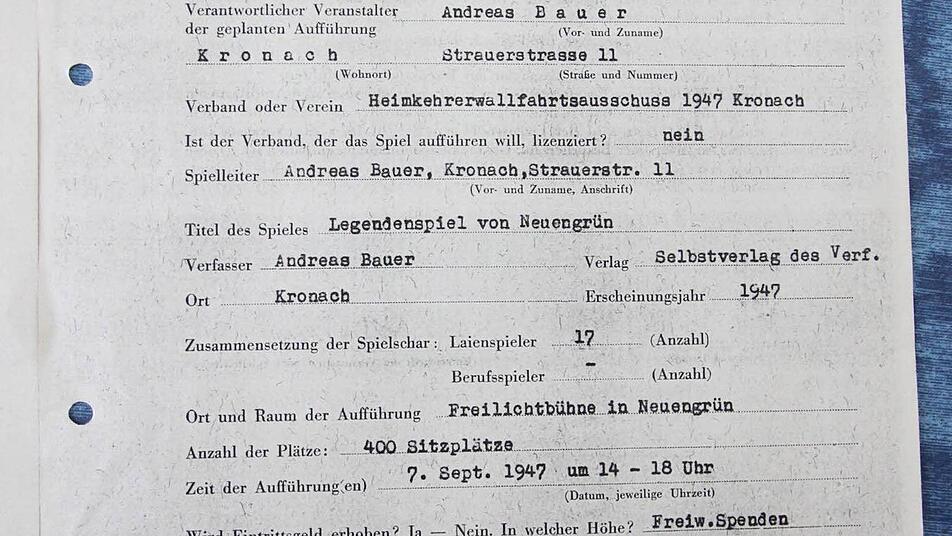 Verantwortlicher Veranstalter Andreas Bauer
der geplanten Aufführung (Vor- und Zuname)
Kronach Strauerstrasse 11
(Wohnort) (Straße und Nummer)
Verband oder Verein Heimkehrerwallfahrtsausschuss 1947 Kronach
Ist der Verband, der das Spiel aufführen will, lizenziert? nein
Spielleiter Andreas Bauer, Kronach,Strauerstr. 11
(Vor- und Zuname, Anschrift)
Titel des Spieles Legendenspiel von Neuengrün
Verfasser Andreas Bauer Verlag Selbstverlag des Verf.
Ort Kronach Erscheinungsjahr 1947
Zusammensetzung der Spielschar: Laienspieler 17 (Anzahl)
Berufsspieler - (Anzahl)
Ort und Raum der Aufführung Freilichtbühne in Neuengrün
Anzahl der Plätze: 400 Sitzplätze
Zeit der Aufführung(en) 7. Sept. 1947 um 14 - 18 Uhr
(Datum, jeweilige Uhrzeit)
Wird Eintrittsgeld erhoben? Ja — Nein. In welcher Höhe? Freiw.Spenden